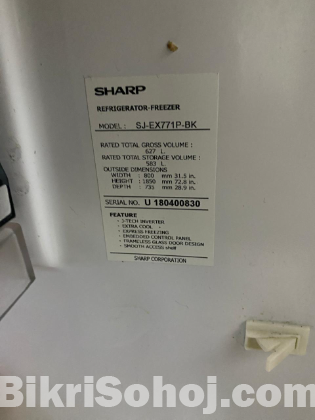 SHARP
REFRIGERATOR-FREEZER
MODEL : SJ-EX771P-BK
RATED TOTAL GROSS VOLUME :
627 L.
RATED TOTAL STORAGE VOLUME :
583 L.
OUTSIDE DIMENSIONS
WIDTH : 800 mm 31.5 in.
HEIGHT : 1850 mm 72.8 in.
DEPTH : 735 mm 28.9 in.
SERIAL NO. U 180400830
FEATURE
- J-TECH INVERTER
- EXTRA COOL
- EXPRESS FREEZING
- EMBEDDED CONTROL PANEL
- FRAMELESS GLASS DOOR DESIGN
- SMOOTH ACCESS shelf
SHARP CORPORATION
BikriSohoj.com